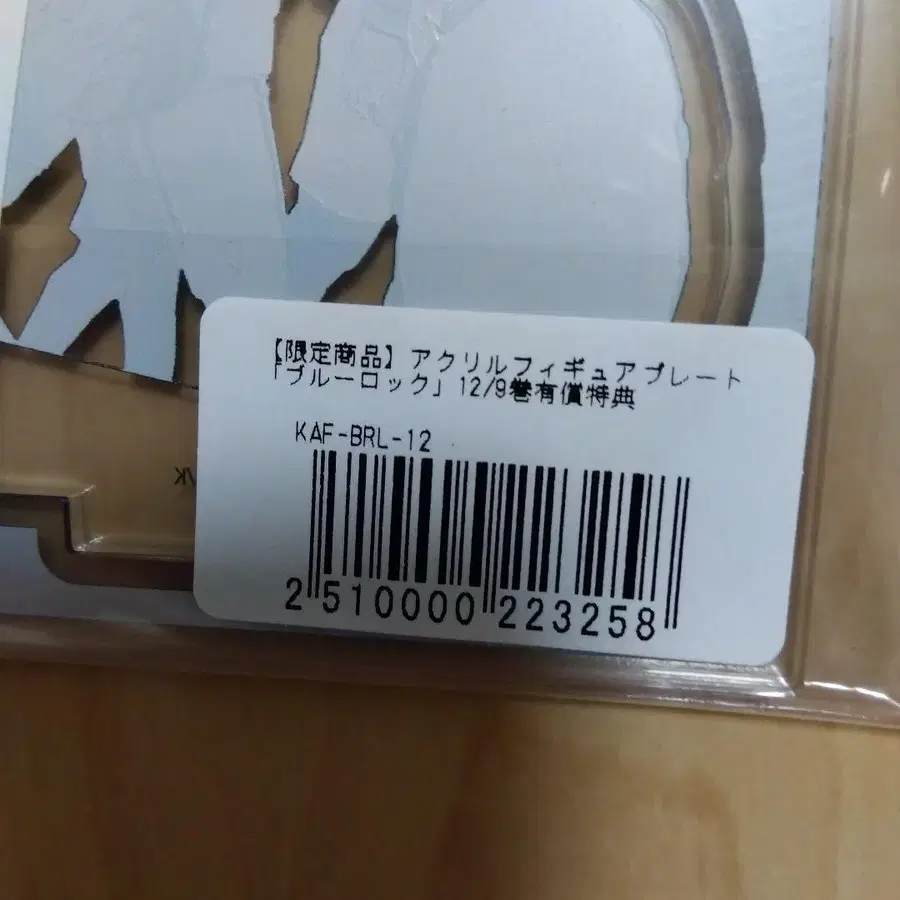 【限定商品】アクリルフィギュアプレート
「ブルーロック」12/9巻有償特典
KAF-BRL-12
2 510000 223258